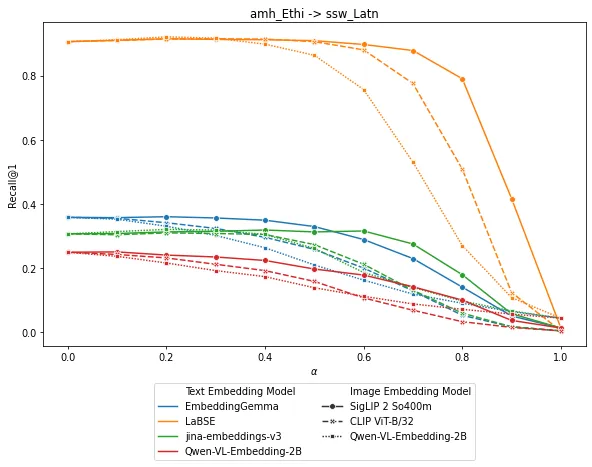 amh_Ethi -> ssw_Latn
Recall@1
0.8
0.6
0.4
0.2
0.0
0.0 0.2 0.4 0.6 0.8 1.0
α
Text Embedding Model Image Embedding Model
EmbeddingGemma SigLIP 2 So400m
LaBSE CLIP ViT-B/32
jina-embeddings-v3 Qwen-VL-Embedding-2B
Qwen-VL-Embedding-2B